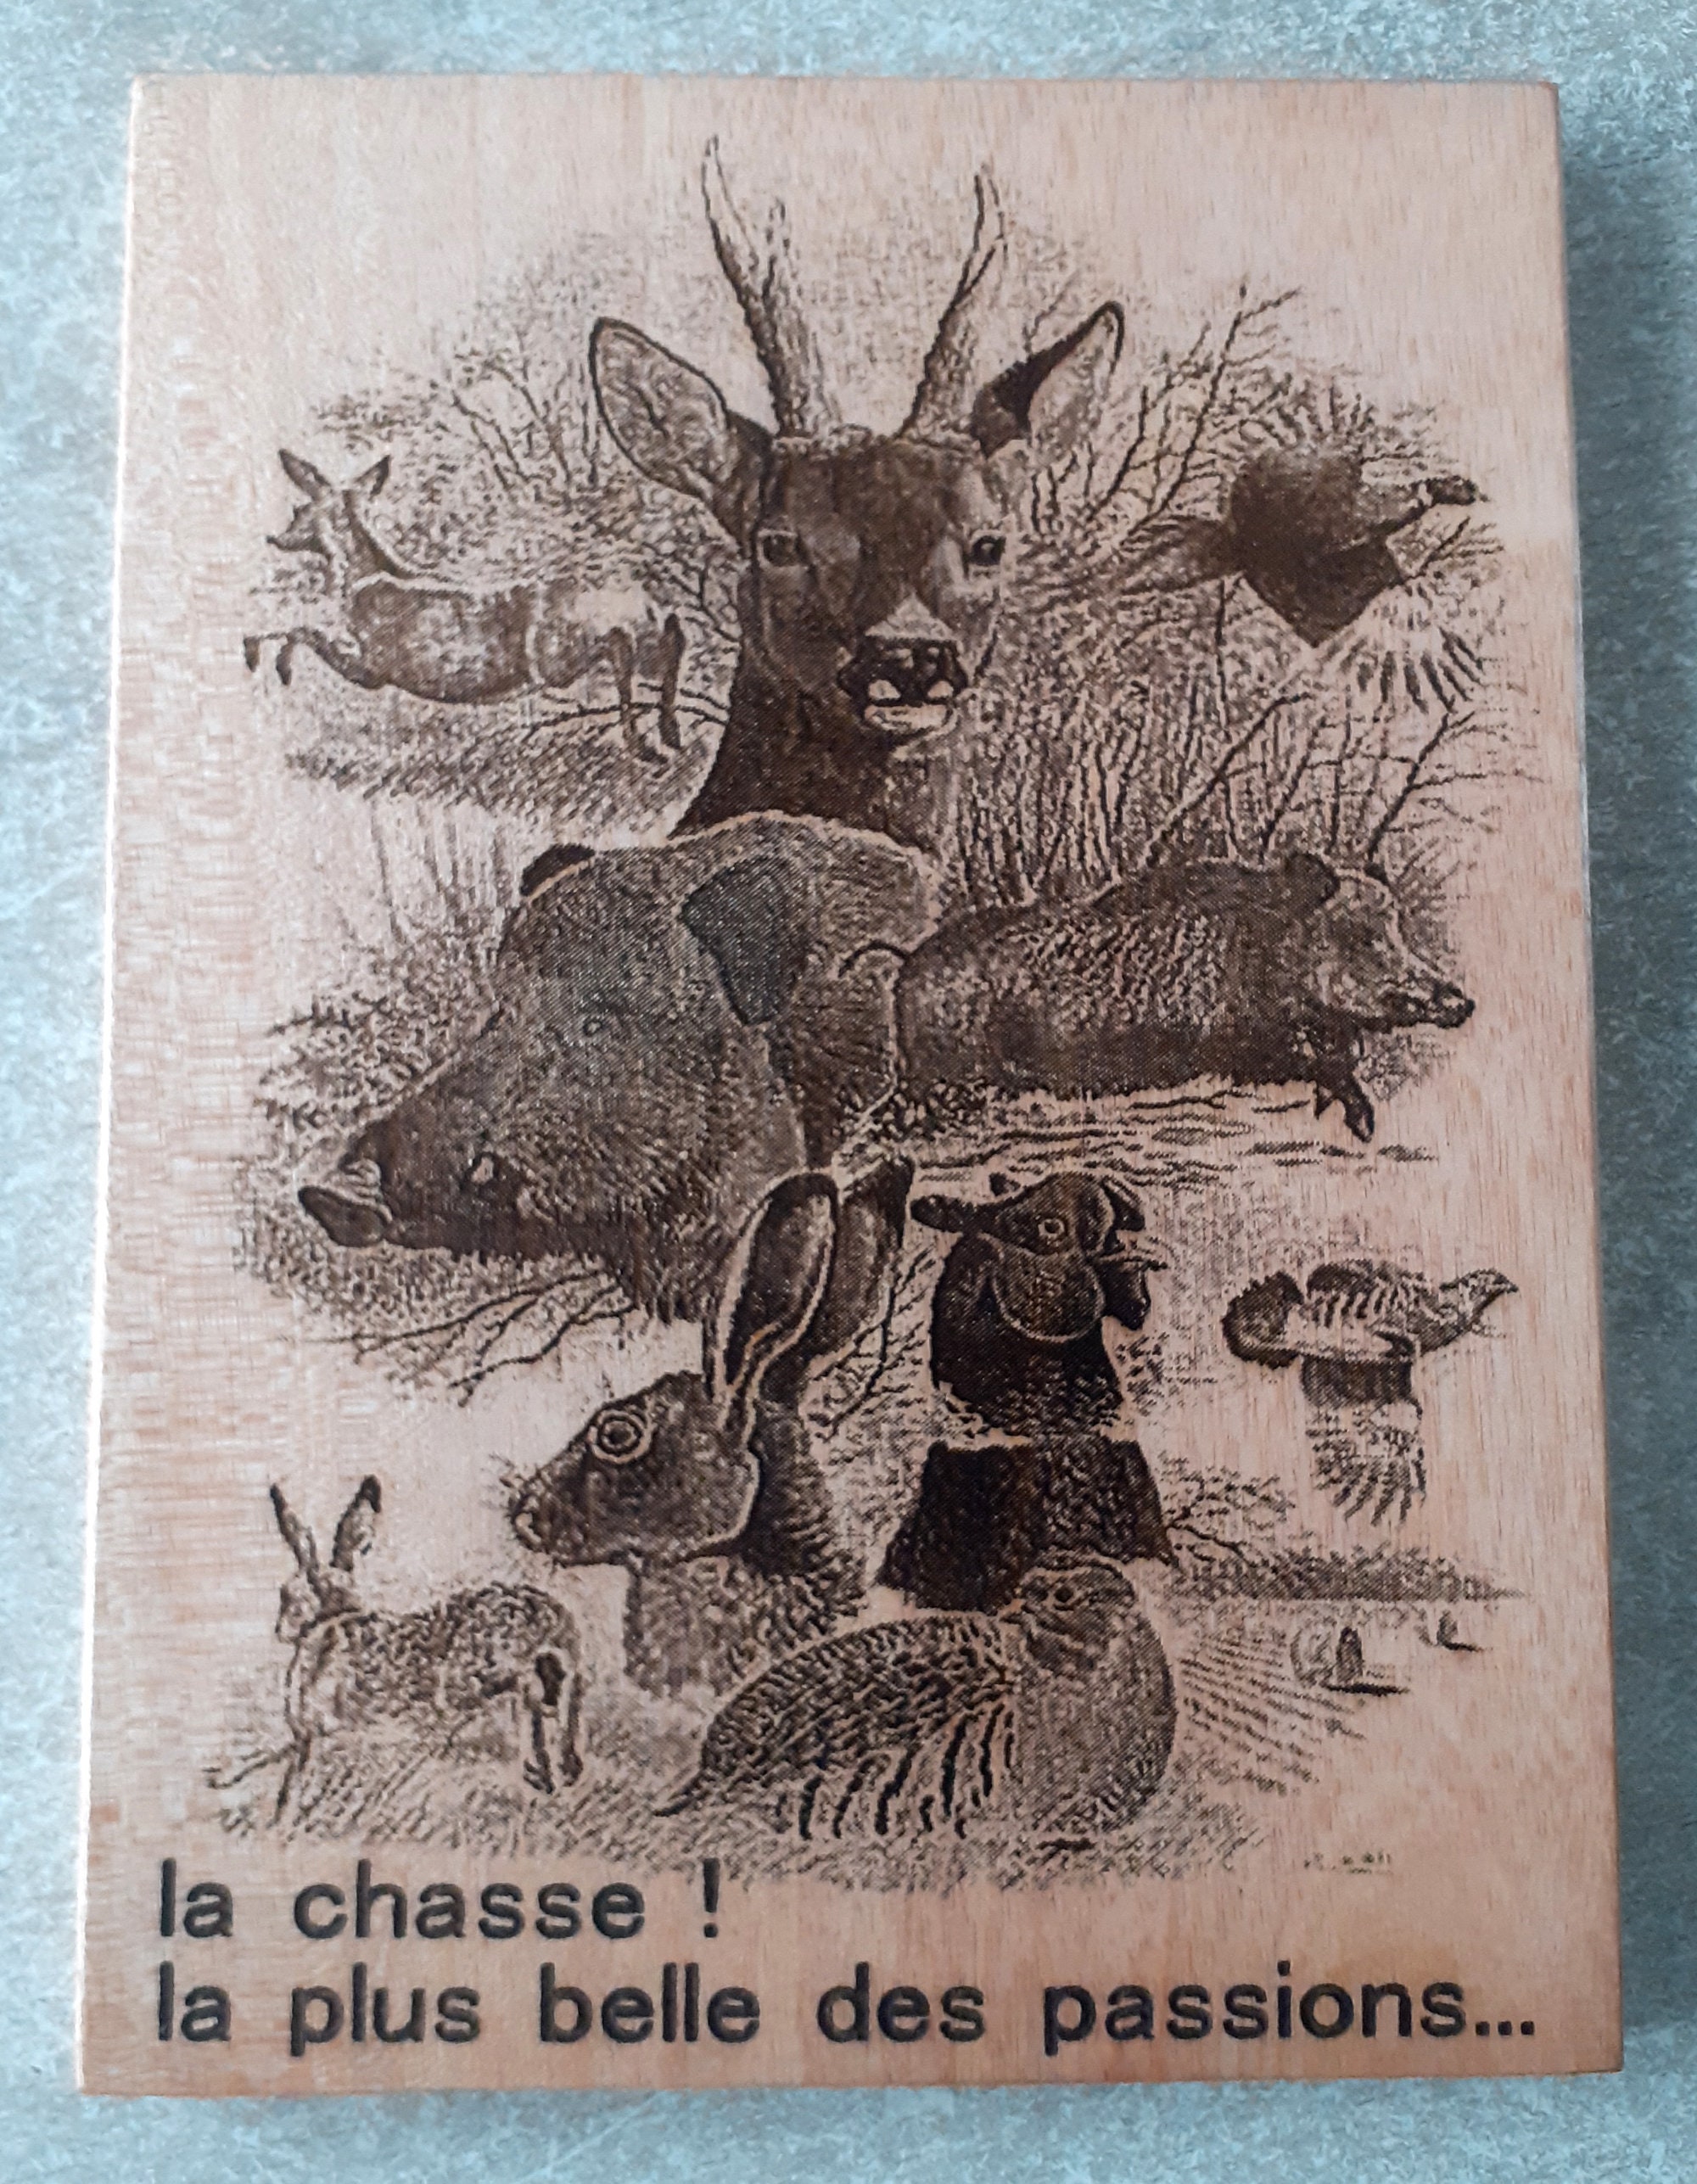 la chasse !
la plus belle des passions...